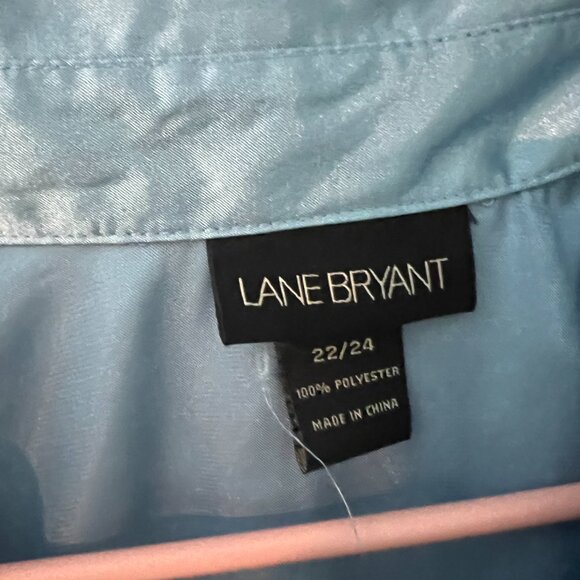 LANE BRYANT
22/24
100% POLYESTER
MADE IN CHINA